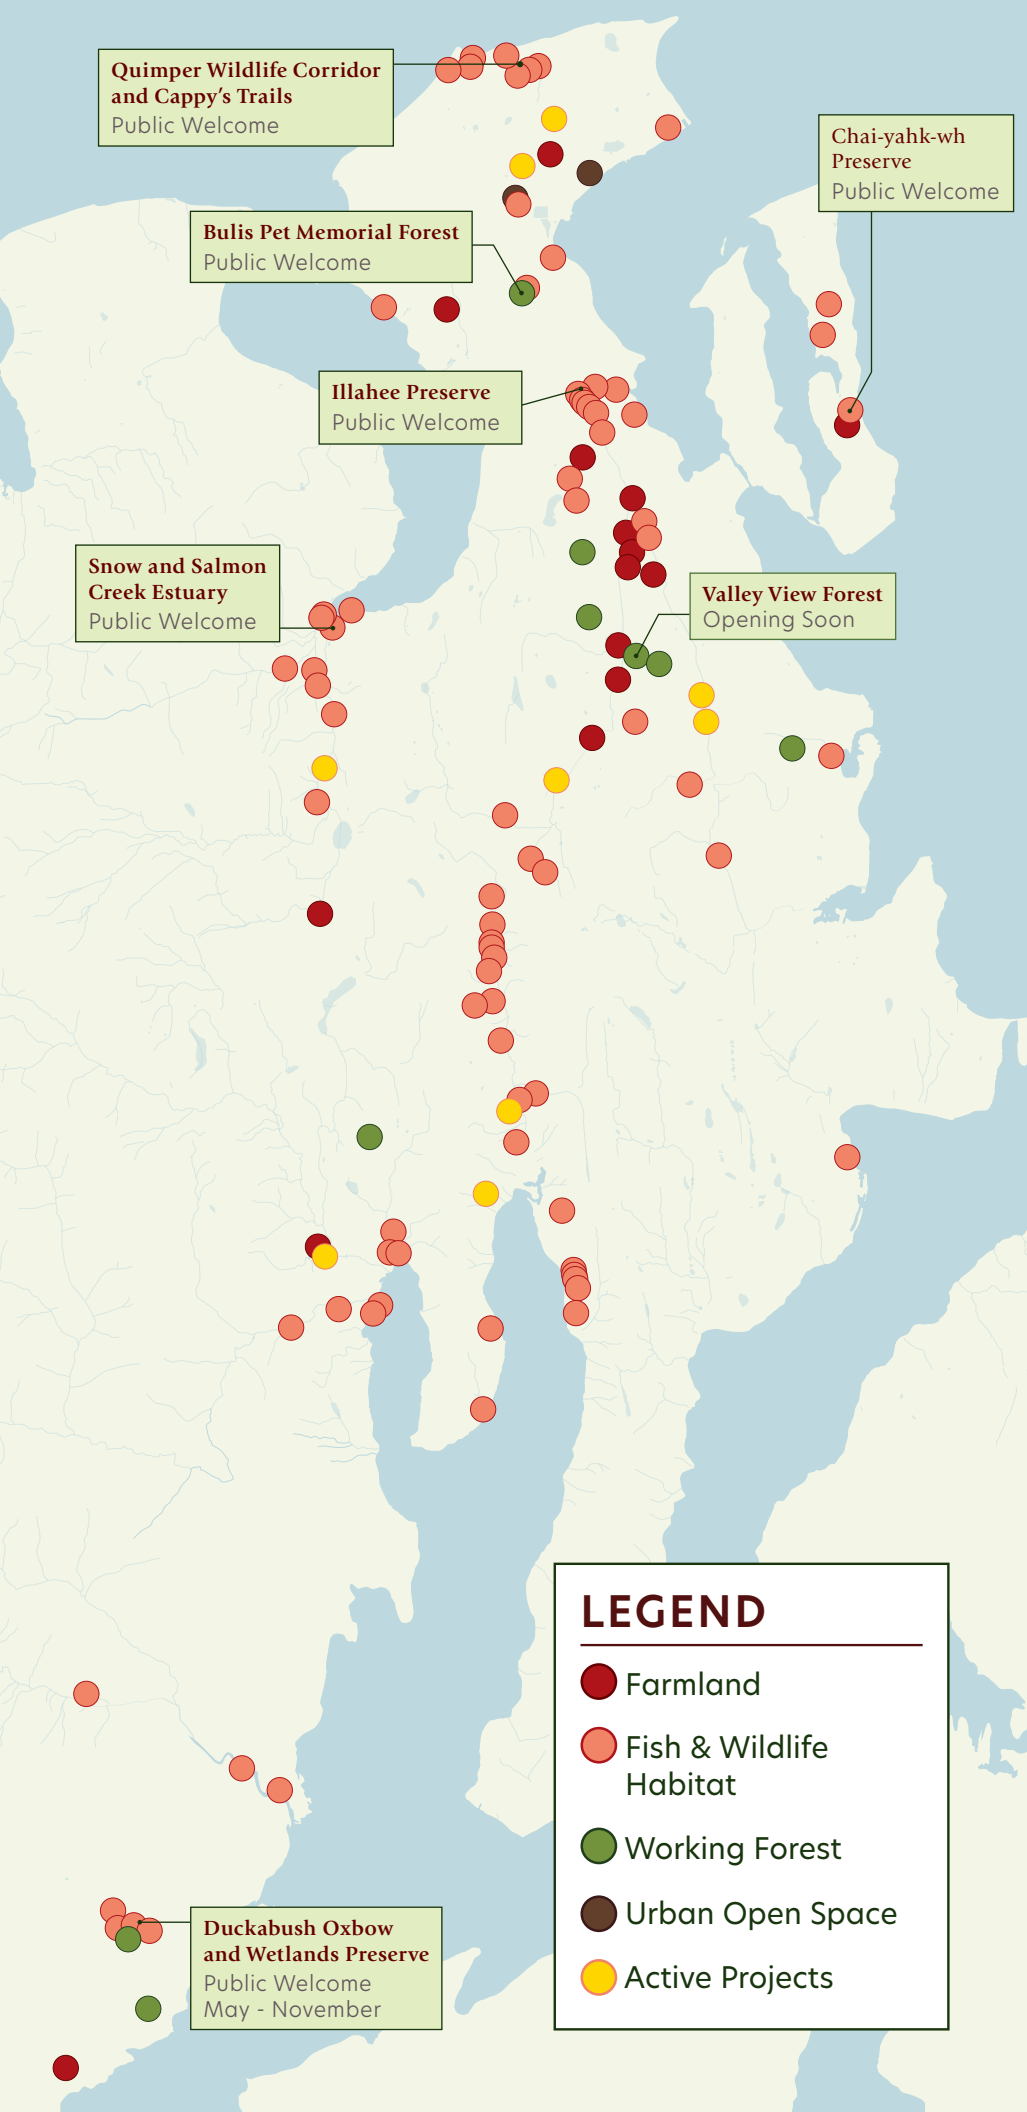 Quimper Wildlife Corridor
and Cappy's Trails
Public Welcome
Chai-yahk-wh
Preserve
Public Welcome
Bulis Pet Memorial Forest
Public Welcome
Illahee Preserve
Public Welcome
Snow and Salmon
Creek Estuary
Public Welcome
Valley View Forest
Opening Soon
LEGEND
Farmland
Fish & Wildlife
Habitat
Working Forest
Urban Open Space
Active Projects
Duckabush Oxbow
and Wetlands Preserve
Public Welcome
May - November